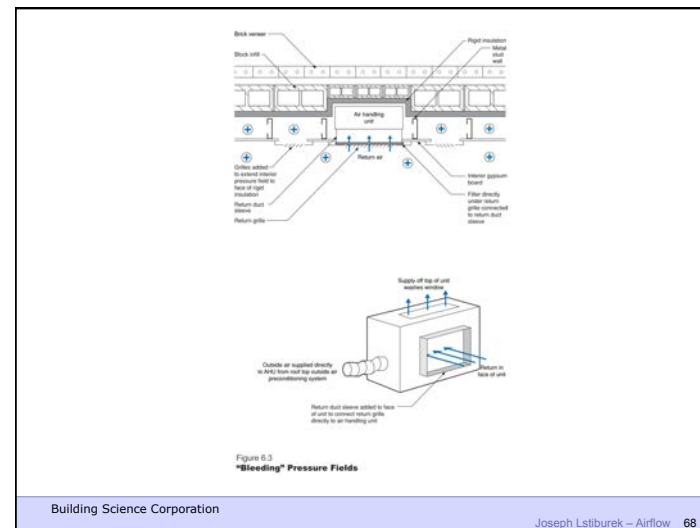 Brick veneer
Rigid insulation
Metal
stud
wall
Block infill
Air handling
unit
Return air
Grilles added
to extend interior
pressure field to
face of rigid
insulation
Return duct
sleeve
Return grille
Interior gypsum
board
Filter directly
under return
grille connected
to return duct
sleeve
Supply off top of unit
washes window
Outside air supplied directly
to AHU from roof top outside air
preconditioning system
Return in
face of unit
Return duct sleeve added to face
of unit to connect return grille
directly to air handling unit
Figure 6.3
"Bleeding" Pressure Fields
Building Science Corporation
Joseph Lstiburek – Airflow 68